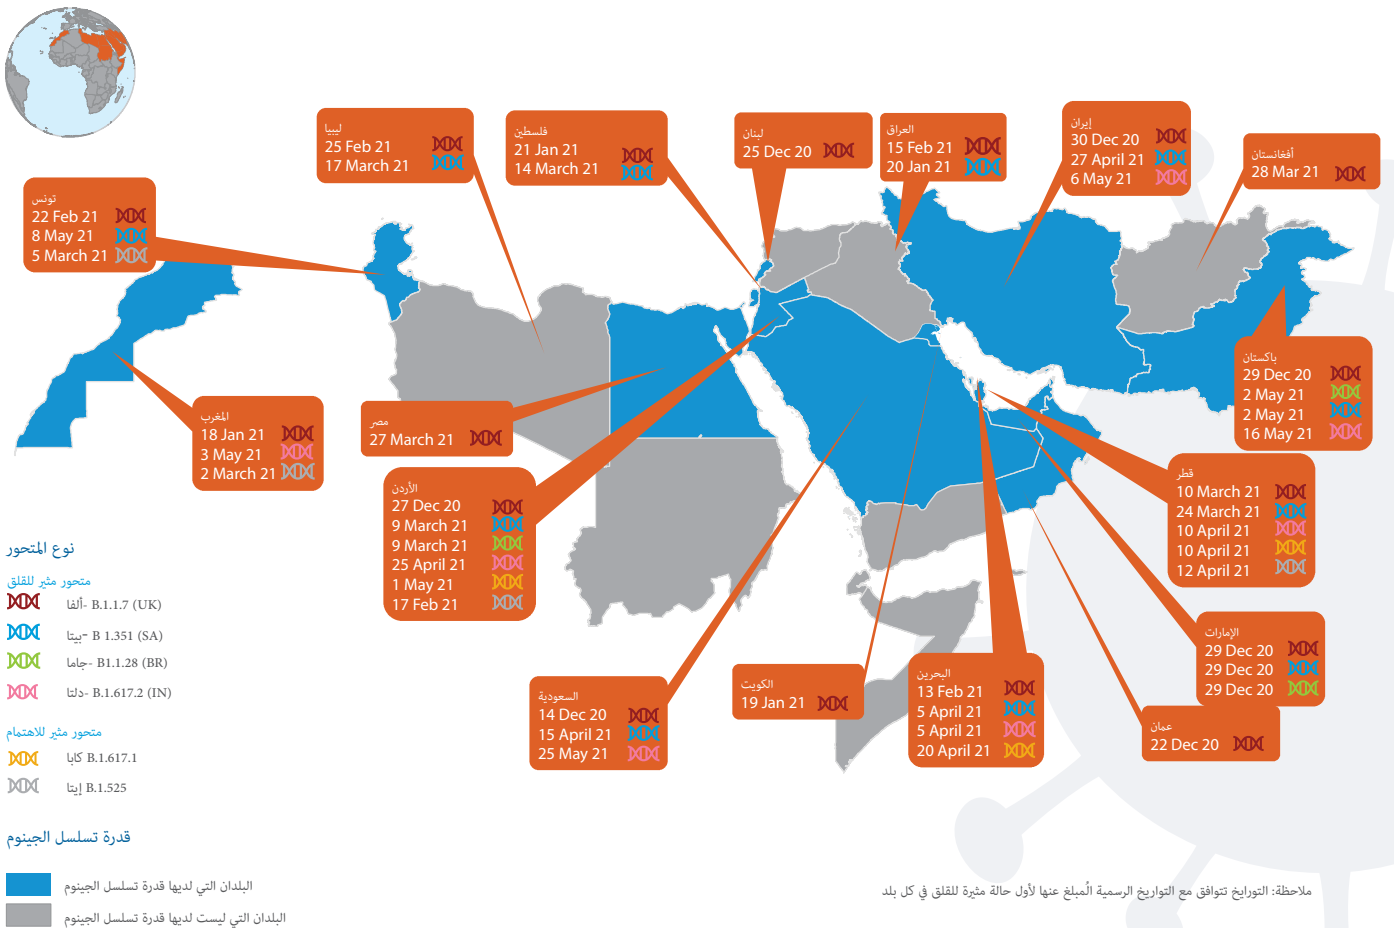 ليبيا
25 Feb 21
17 March 21
فلسطين
21 Jan 21
14 March 21
لبنان
25 Dec 20
العراق
15 Feb 21
20 Jan 21
إيران
30 Dec 20
27 April 21
6 May 21
أفغانستان
28 Mar 21
تونس
22 Feb 21
8 May 21
5 March 21
باكستان
29 Dec 20
2 May 21
2 May 21
16 May 21
المغرب
18 Jan 21
3 May 21
2 March 21
مصر
27 March 21
الأردن
27 Dec 20
9 March 21
9 March 21
25 April 21
1 May 21
17 Feb 21
قطر
10 March 21
24 March 21
10 April 21
10 April 21
12 April 21
الإمارات
29 Dec 20
29 Dec 20
29 Dec 20
السعودية
14 Dec 20
15 April 21
25 May 21
الكويت
19 Jan 21
البحرين
13 Feb 21
5 April 21
5 April 21
20 April 21
عمان
22 Dec 20
نوع المتحور
متحور مثير للقلق
ألفا- B.1.1.7 (UK)
بيتا- B 1.351 (SA)
جاما- B1.1.28 (BR)
دلتا- B.1.617.2 (IN)
متحور مثير للاهتمام
كابا B.1.617.1
إيتا B.1.525
قدرة تسلسل الجينوم
البلدان التي لديها قدرة تسلسل الجينوم
البلدان التي ليست لديها قدرة تسلسل الجينوم
ملاحظة: التورايخ تتوافق مع التواريخ الرسمية المُبلغ عنها لأول حالة مثيرة للقلق في كل بلد